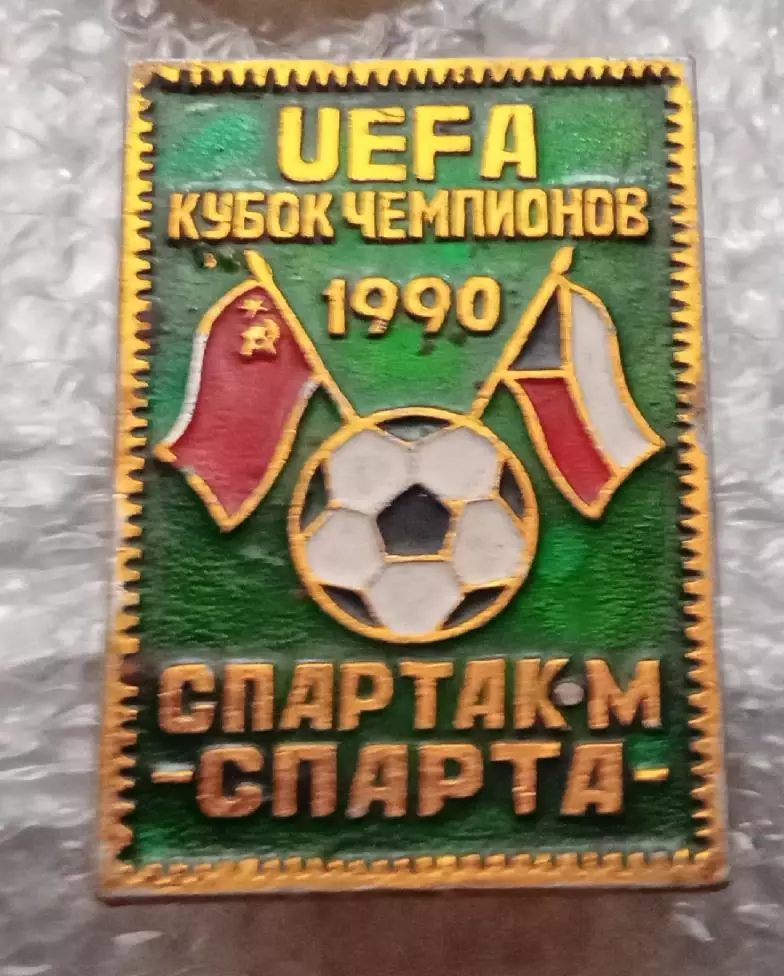 UEFA
КУБОК ЧЕМПИОНОВ
1990
СПАРТАК·М
-СПАРТА-